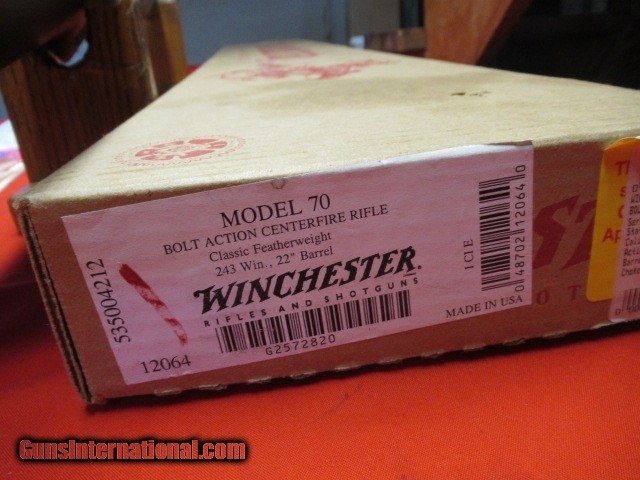 MODEL 70
BOLT ACTION CENTERFIRE RIFLE
Classic Featherweight
243 Win., 22" Barrel
WINCHESTER
RIFLES AND SHOTGUNS
G2572820
535004212
12064
1C1E
0 48702 12064 0
MADE IN USA
GunsInternational.com